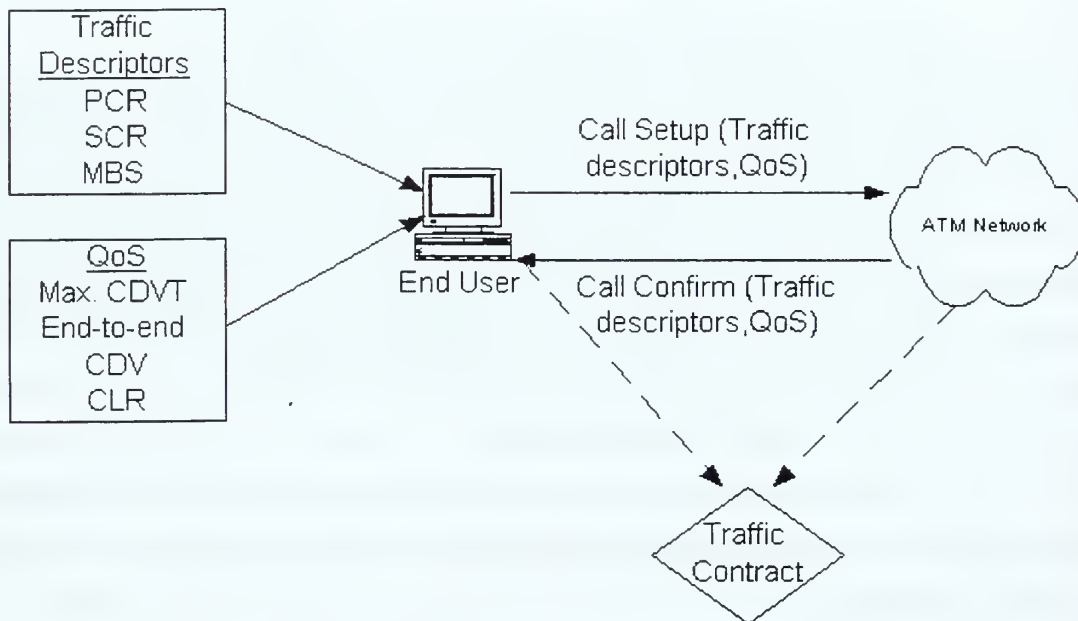 Traffic
Descriptors
PCR
SCR
MBS
QoS
Max. CDVT
End-to-end
CDV
CLR
End User
Call Setup (Traffic
descriptors,QoS)
Call Confirm (Traffic
descriptors,QoS)
ATM Network
Traffic
Contract